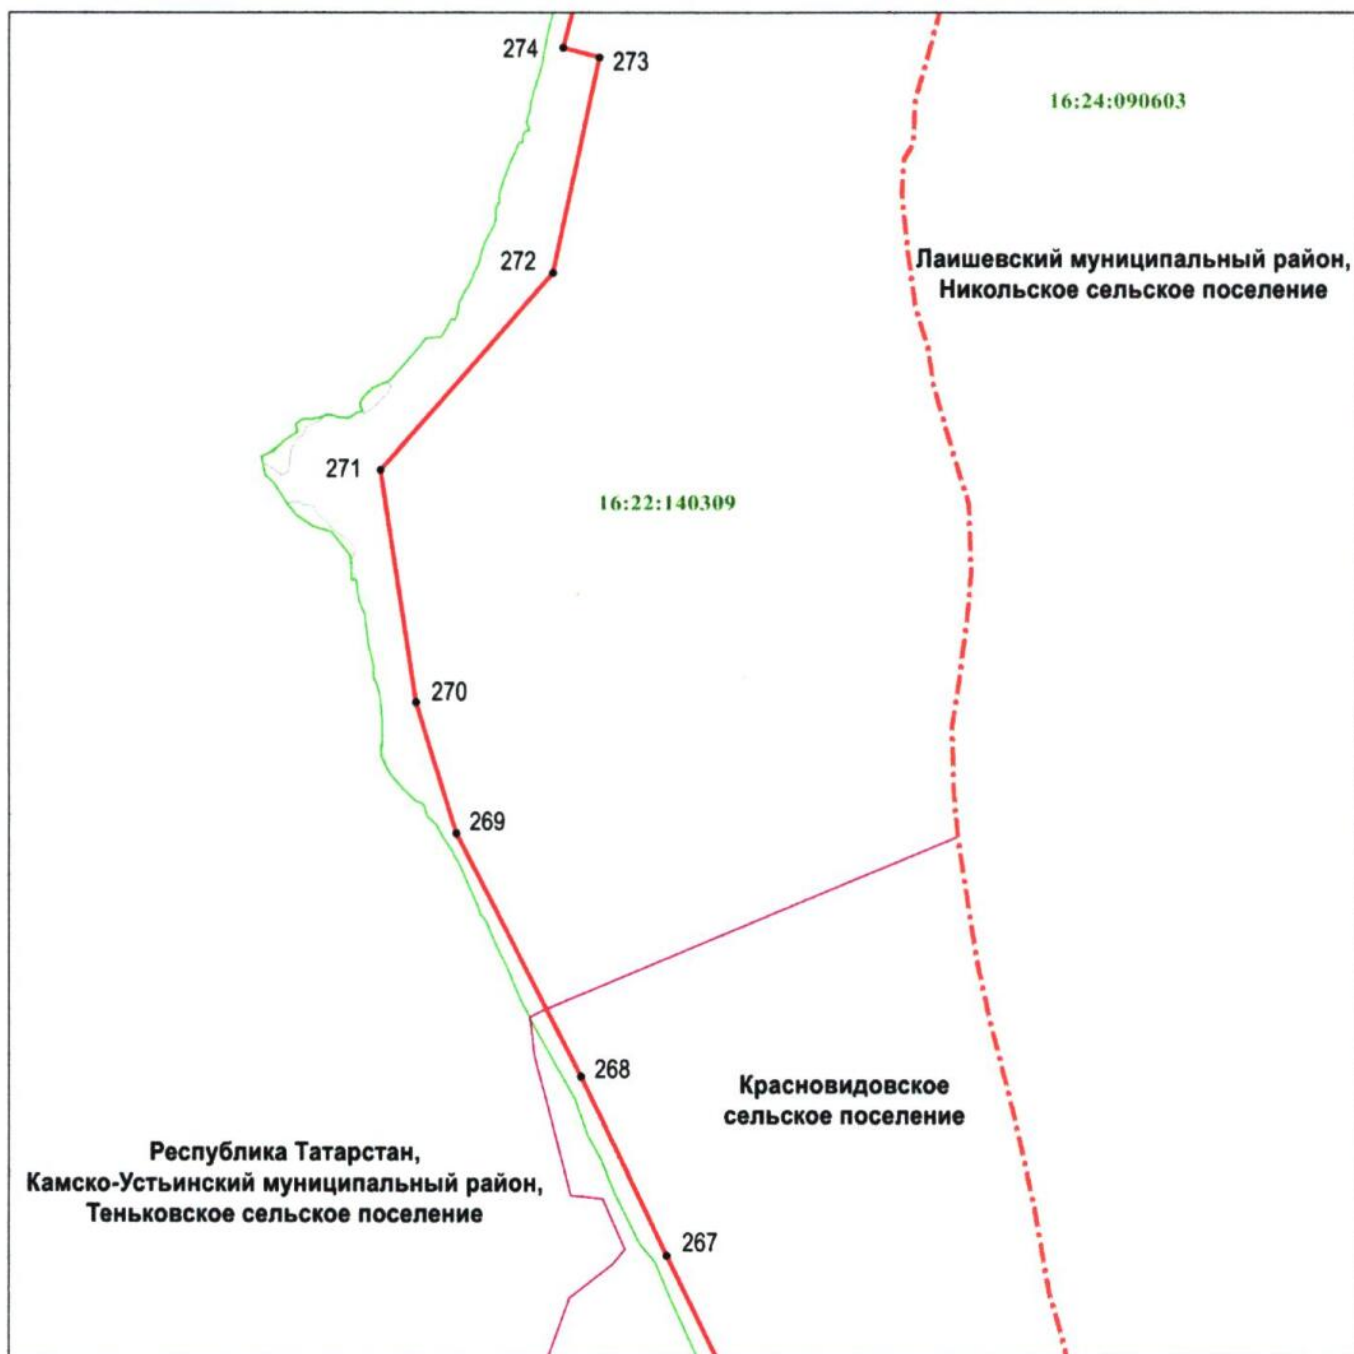 274
273
16:24:090603
272
Лаишевский муниципальный район,
Никольское сельское поселение
271
16:22:140309
270
269
268
Красновидовское
сельское поселение
Республика Татарстан,
Камско-Устьинский муниципальный район,
Теньковское сельское поселение
267